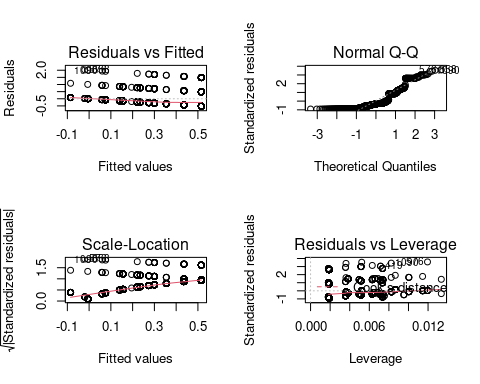 Residuals vs Fitted
Residuals
2.0
-0.5
-0.1 0.1 0.3 0.5
Fitted values
Normal Q-Q
Standardized residuals
2
-1
-3 -1 1 2 3
Theoretical Quantiles
Scale-Location
√|Standardized residuals|
1.5
0.0
-0.1 0.1 0.3 0.5
Fitted values
Residuals vs Leverage
Standardized residuals
2
-1
Cook's distance
0.000 0.006 0.012
Leverage